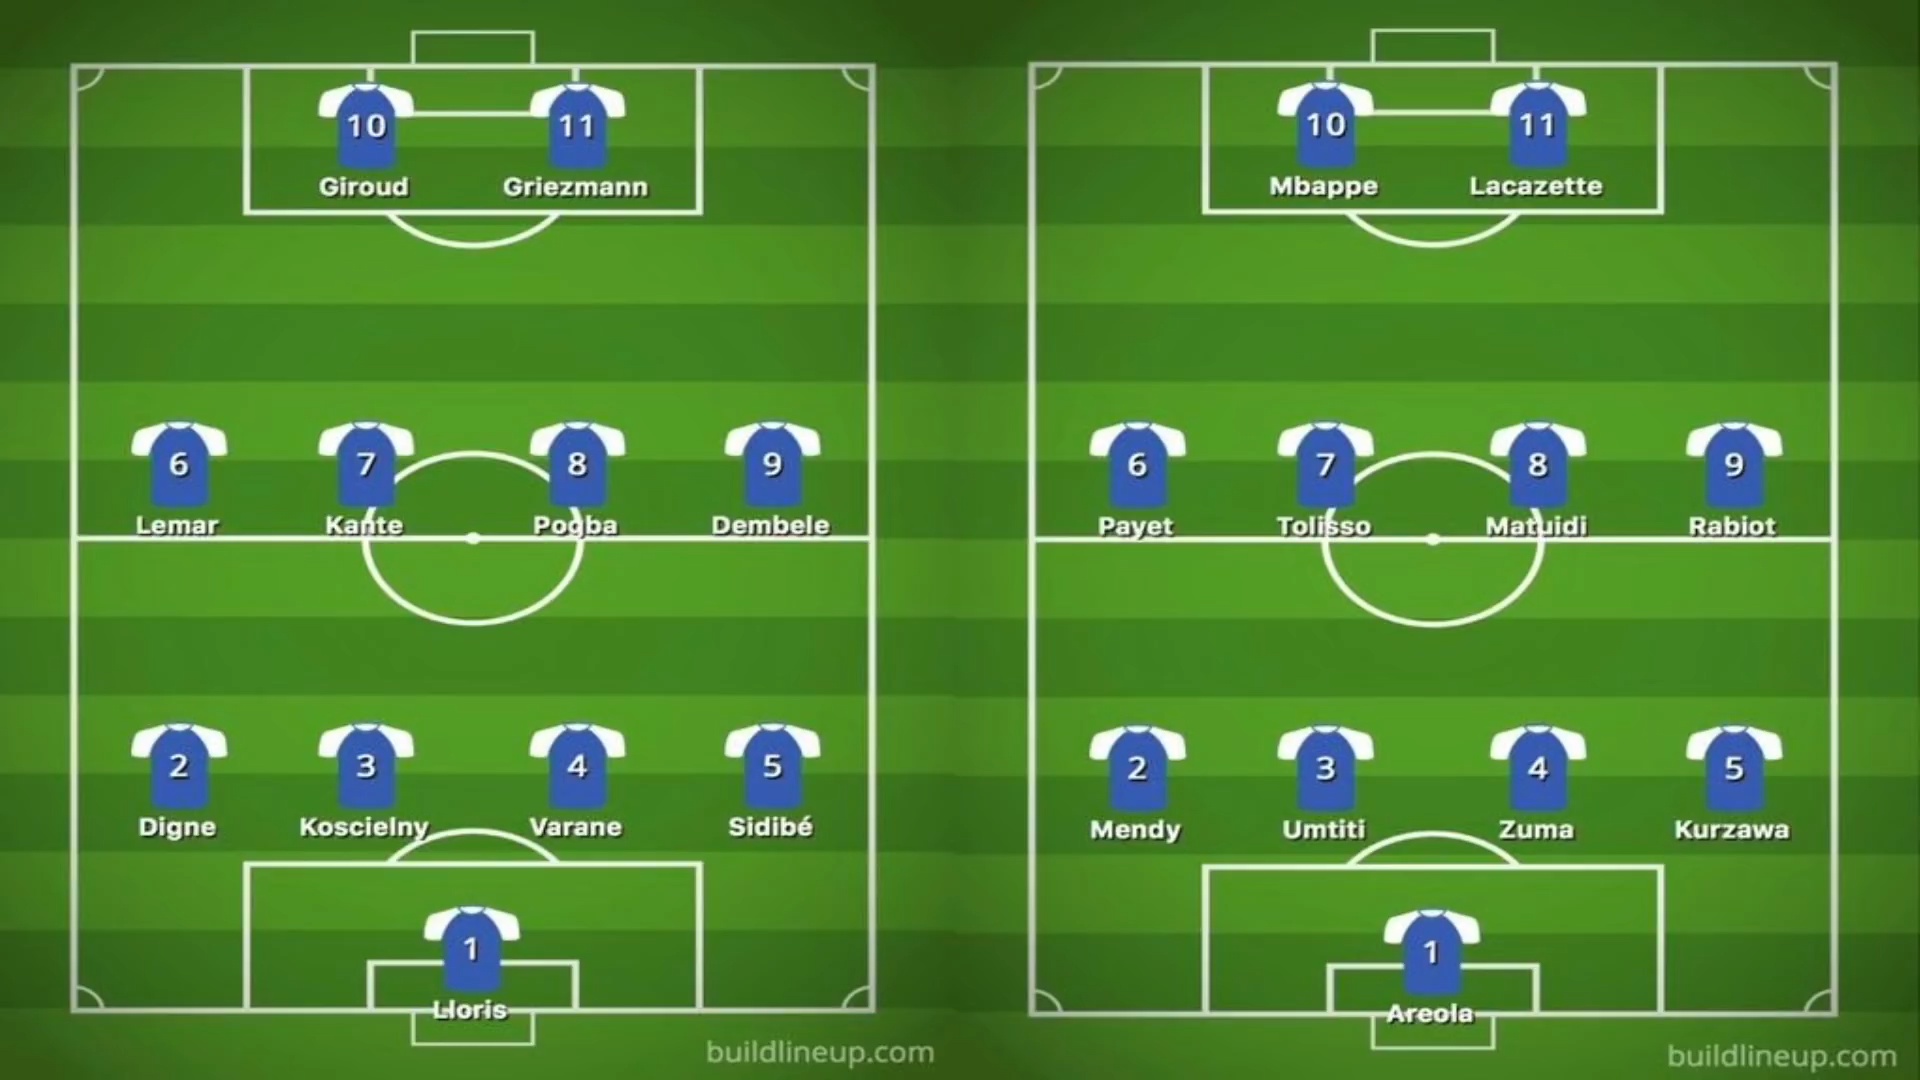 10 11
Giroud Griezmann
6 7 8 9
Lemar Kante Pogba Dembele
2 3 4 5
Digne Koscielny Varane Sidibé
1
Lloris
buildlineup.com
10 11
Mbappe Lacazette
6 7 8 9
Payet Tolisso Matuidi Rabiot
2 3 4 5
Mendy Umtiti Zuma Kurzawa
1
Areola
buildlineup.com